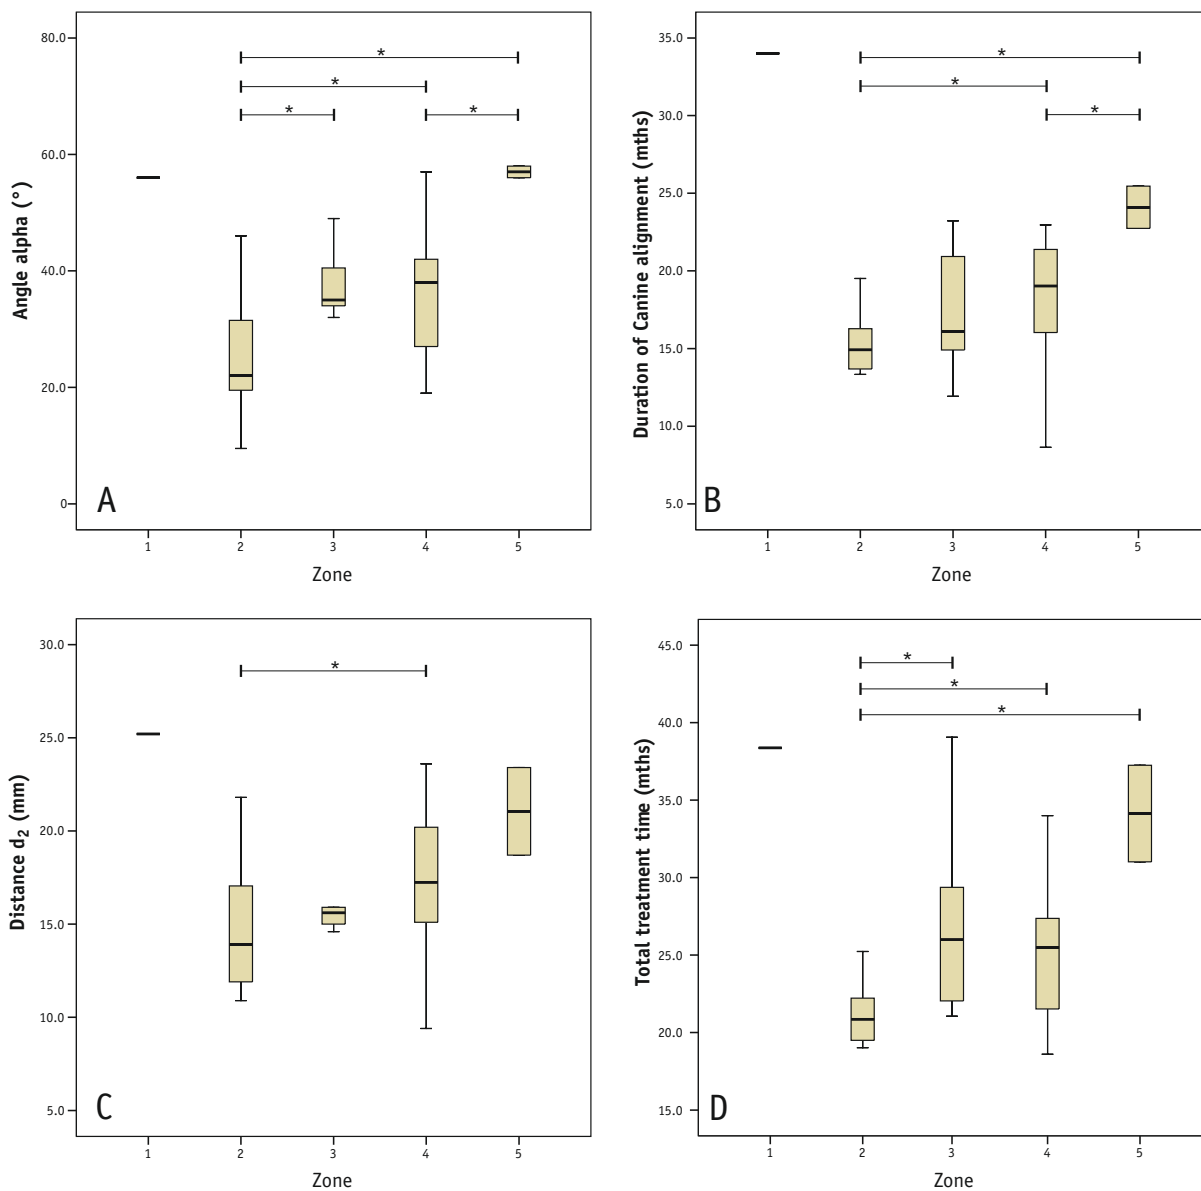 80.0
60.0
40.0
20.0
0
Angle alpha (°)
* 
*
* *
A
1 2 3 4 5
Zone
35.0
30.0
25.0
20.0
15.0
10.0
5.0
Duration of Canine alignment (mths)
*
*
*
B
1 2 3 4 5
Zone
30.0
25.0
20.0
15.0
10.0
5.0
Distance d₂ (mm)
*
C
1 2 3 4 5
Zone
45.0
40.0
35.0
30.0
25.0
20.0
15.0
Total treatment time (mths)
*
*
*
D
1 2 3 4 5
Zone